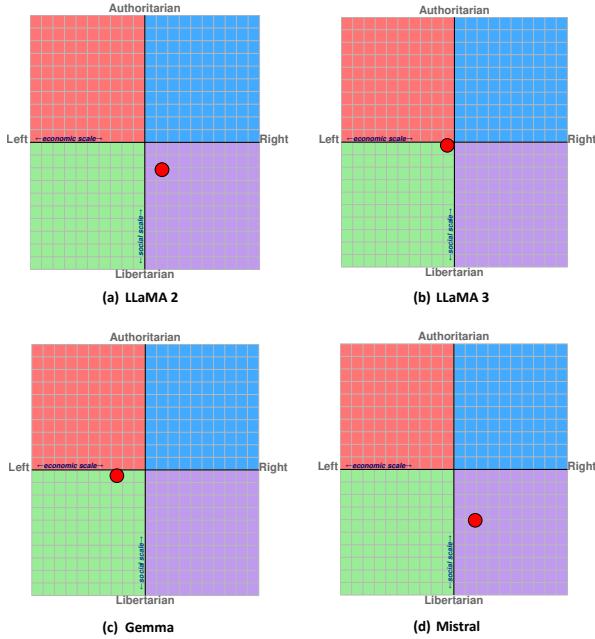 Authoritarian
Left
←economic scale→
Right
←social scale→
Libertarian
(a) LLaMA 2
Authoritarian
Left
←economic scale→
Right
←social scale→
Libertarian
(b) LLaMA 3
Authoritarian
Left
←economic scale→
Right
←social scale→
Libertarian
(c) Gemma
Authoritarian
Left
←economic scale→
Right
←social scale→
Libertarian
(d) Mistral